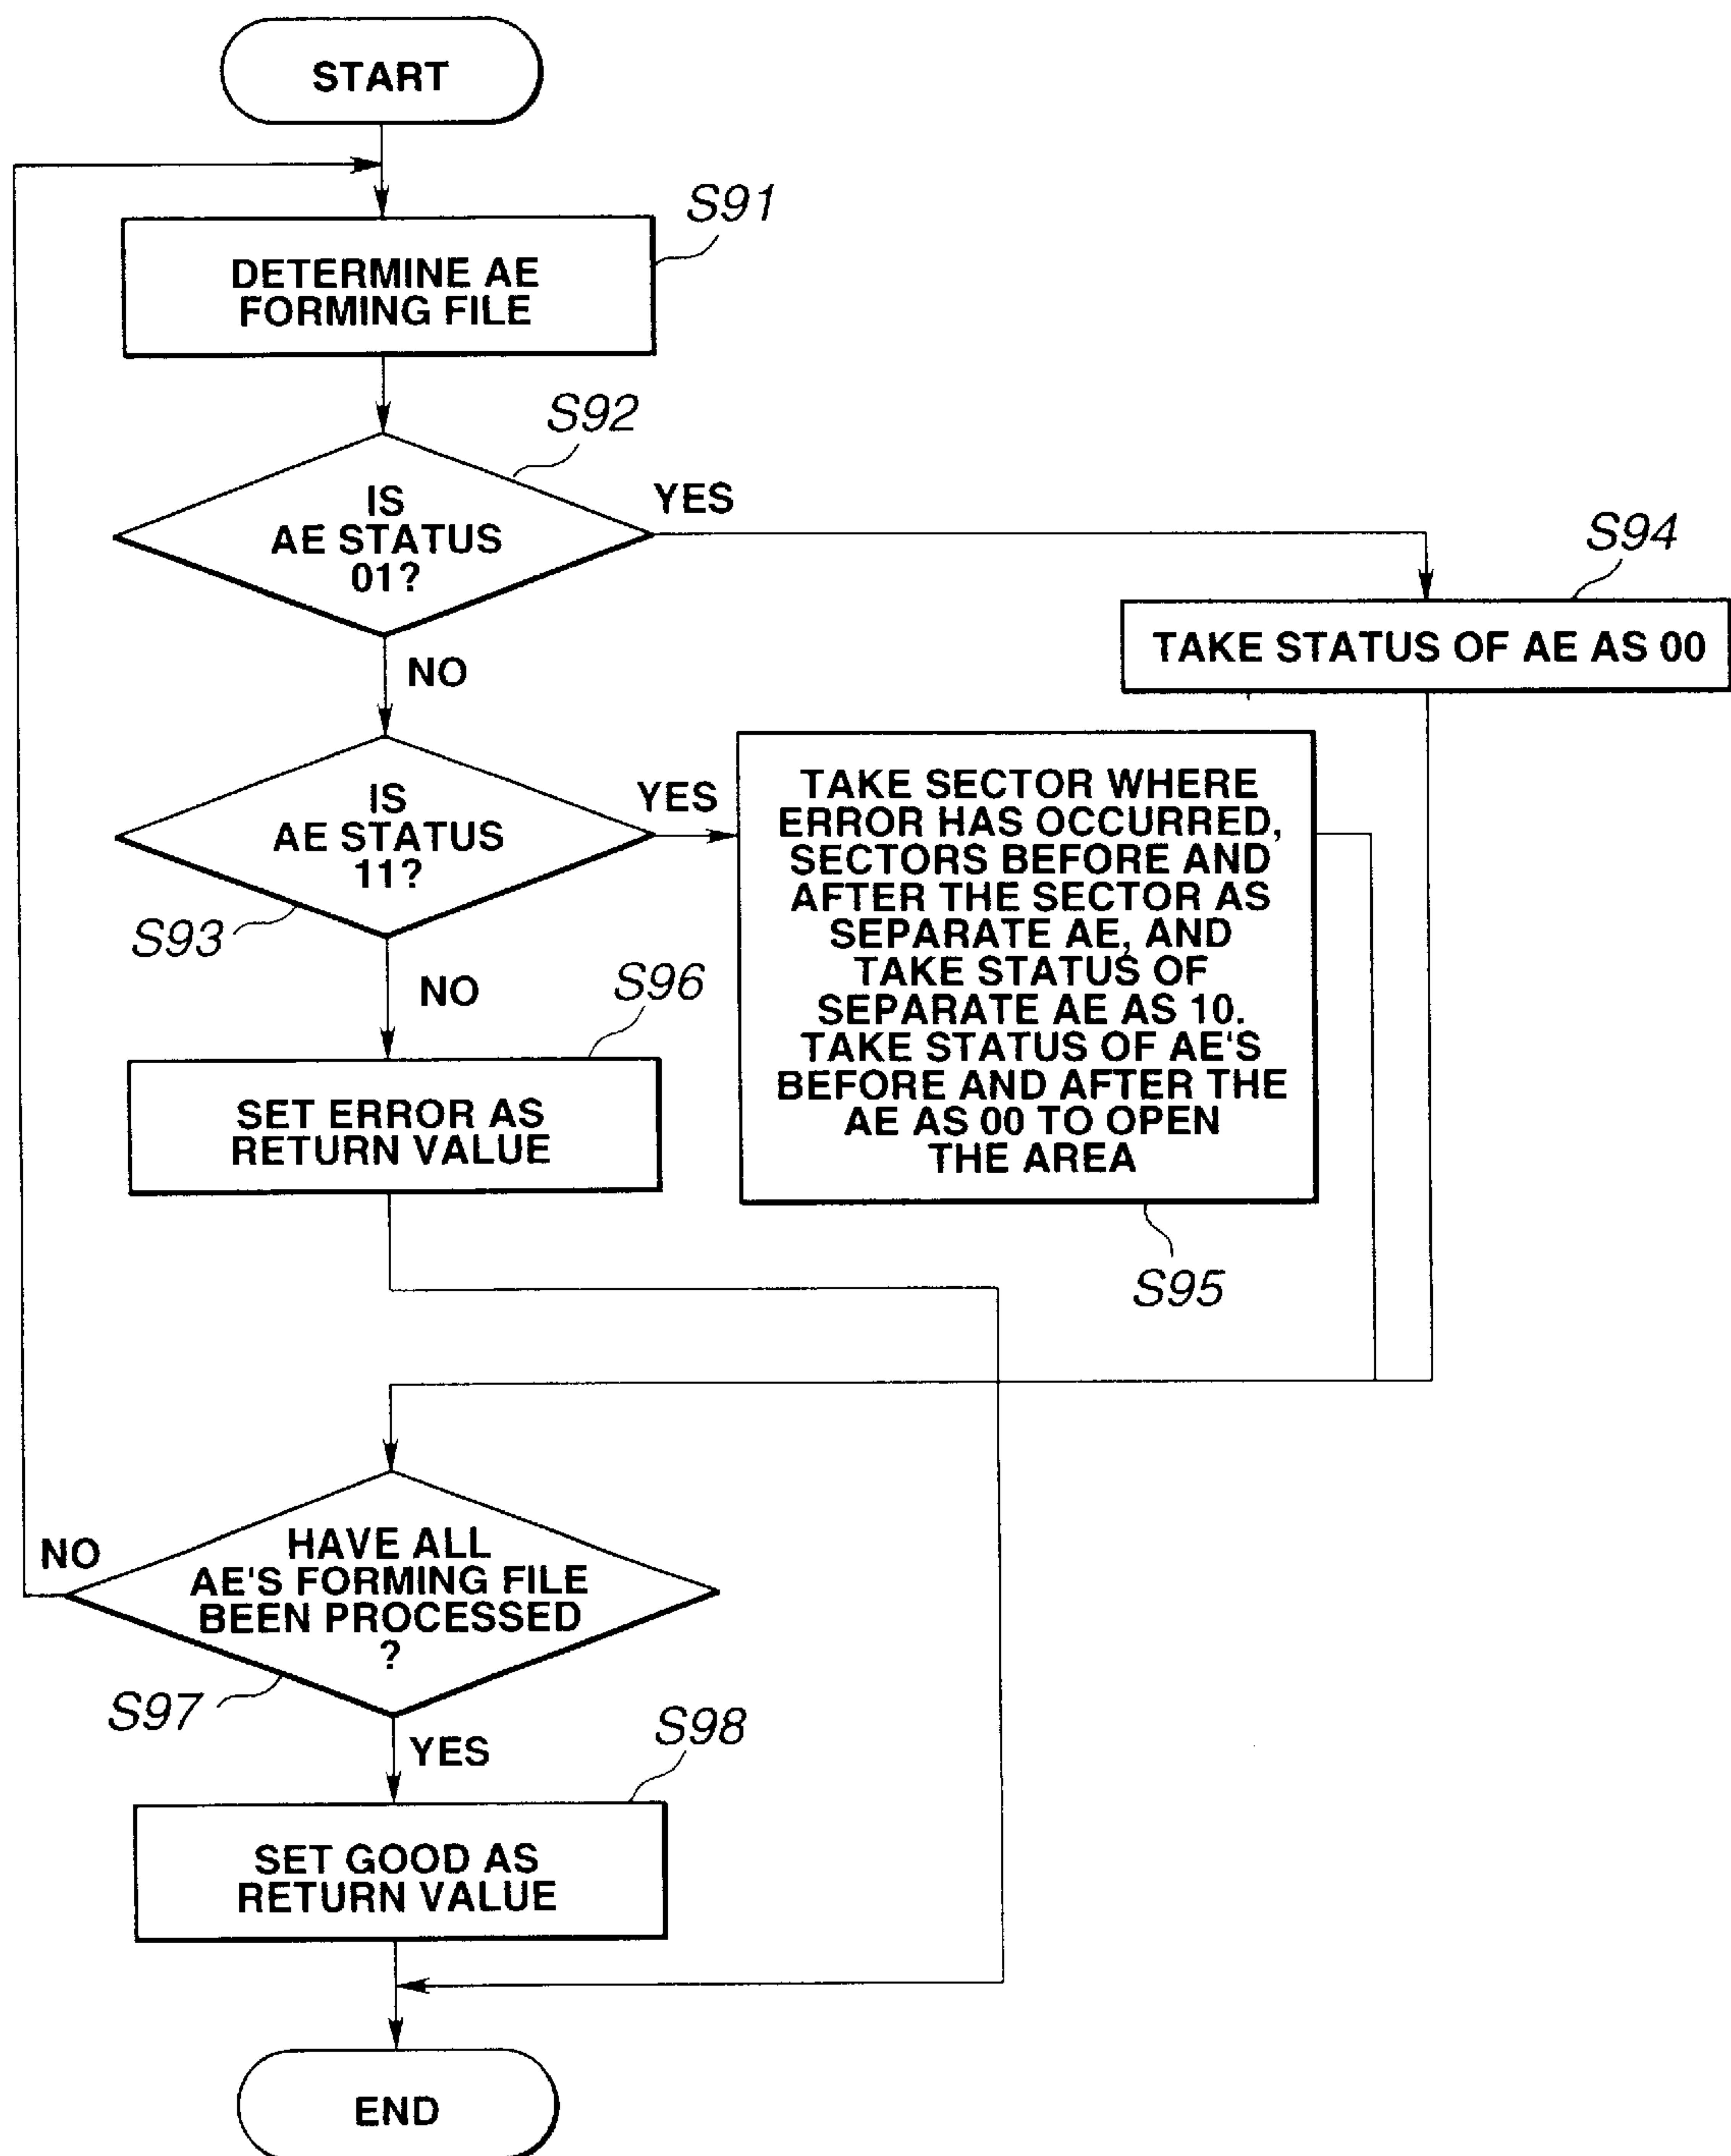 START
S91
DETERMINE AE
FORMING FILE
S92
IS
AE STATUS
01?
YES
NO
S94
TAKE STATUS OF AE AS 00
IS
AE STATUS
11?
YES
S93
NO
TAKE SECTOR WHERE
ERROR HAS OCCURRED,
SECTORS BEFORE AND
AFTER THE SECTOR AS
SEPARATE AE, AND
TAKE STATUS OF
SEPARATE AE AS 10.
TAKE STATUS OF AE'S
BEFORE AND AFTER THE
AE AS 00 TO OPEN
THE AREA
S95
S96
SET ERROR AS
RETURN VALUE
HAVE ALL
AE'S FORMING FILE
BEEN PROCESSED
?
NO
S97
YES
S98
SET GOOD AS
RETURN VALUE
END